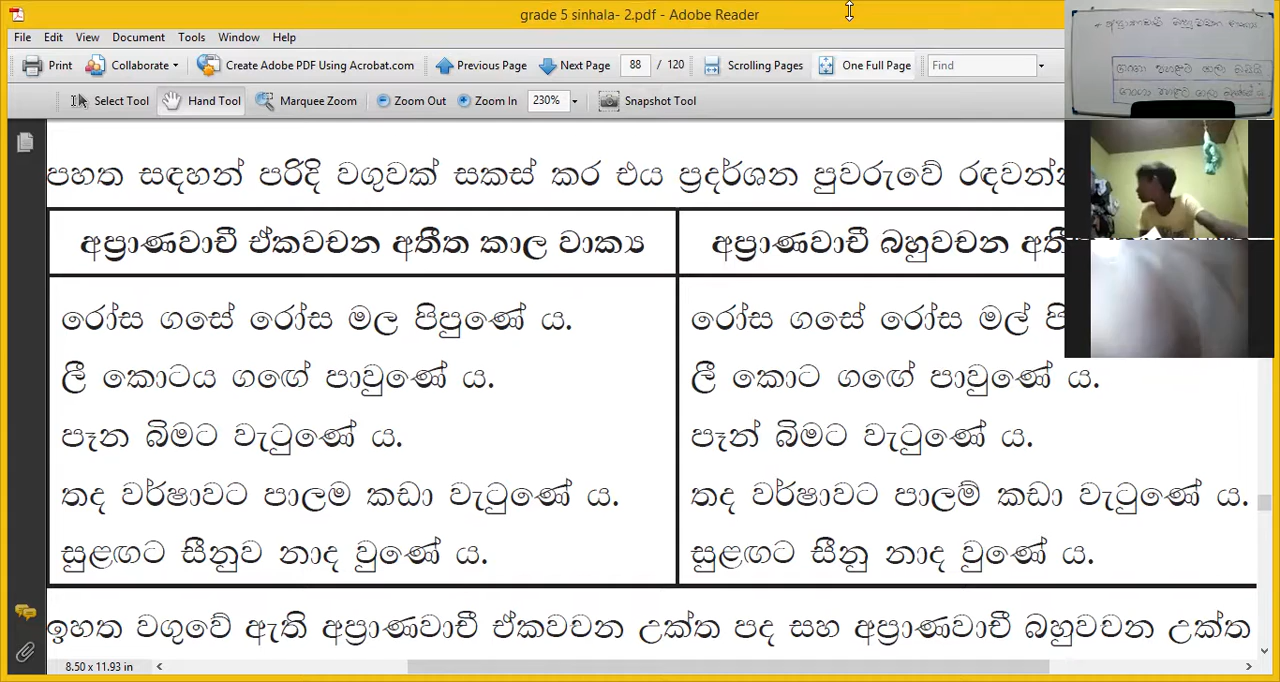 grade 5 sinhala- 2.pdf - Adobe Reader
File Edit View Document Tools Window Help
Print Collaborate Create Adobe PDF Using Acrobat.com Previous Page Next Page 88 / 120 Scrolling Pages One Full Page Find
Select Tool Hand Tool Marquee Zoom Zoom Out Zoom In 230% Snapshot Tool
පහත සඳහන් පරිදි වගුවක් සකස් කර එය ප්‍රදර්ශන පුවරුවේ රඳවන්න
අප්‍රාණවාචී ඒකවචන අතීත කාල වාක්‍ය
අප්‍රාණවාචී බහුවචන
රෝස ගසේ රෝස මල පිපුණේ ය.
රෝස ගසේ රෝස මල්
ලී කොටය ගඟේ පාවුණේ ය.
ලී කොට ගඟේ පාවුණේ ය.
පෑන බිමට වැටුණේ ය.
පෑන් බිමට වැටුණේ ය.
තද වර්ෂාවට පාලම කඩා වැටුණේ ය.
තද වර්ෂාවට පාලම් කඩා වැටුණේ ය.
සුළඟට සීනුව නාද වුණේ ය.
සුළඟට සීනු නාද වුණේ ය.
ඉහත වගුවේ ඇති අප්‍රාණවාචී ඒකවචන උක්ත පද සහ අප්‍රාණවාචී බහුවචන උක්ත
8.50 x 11.93 in